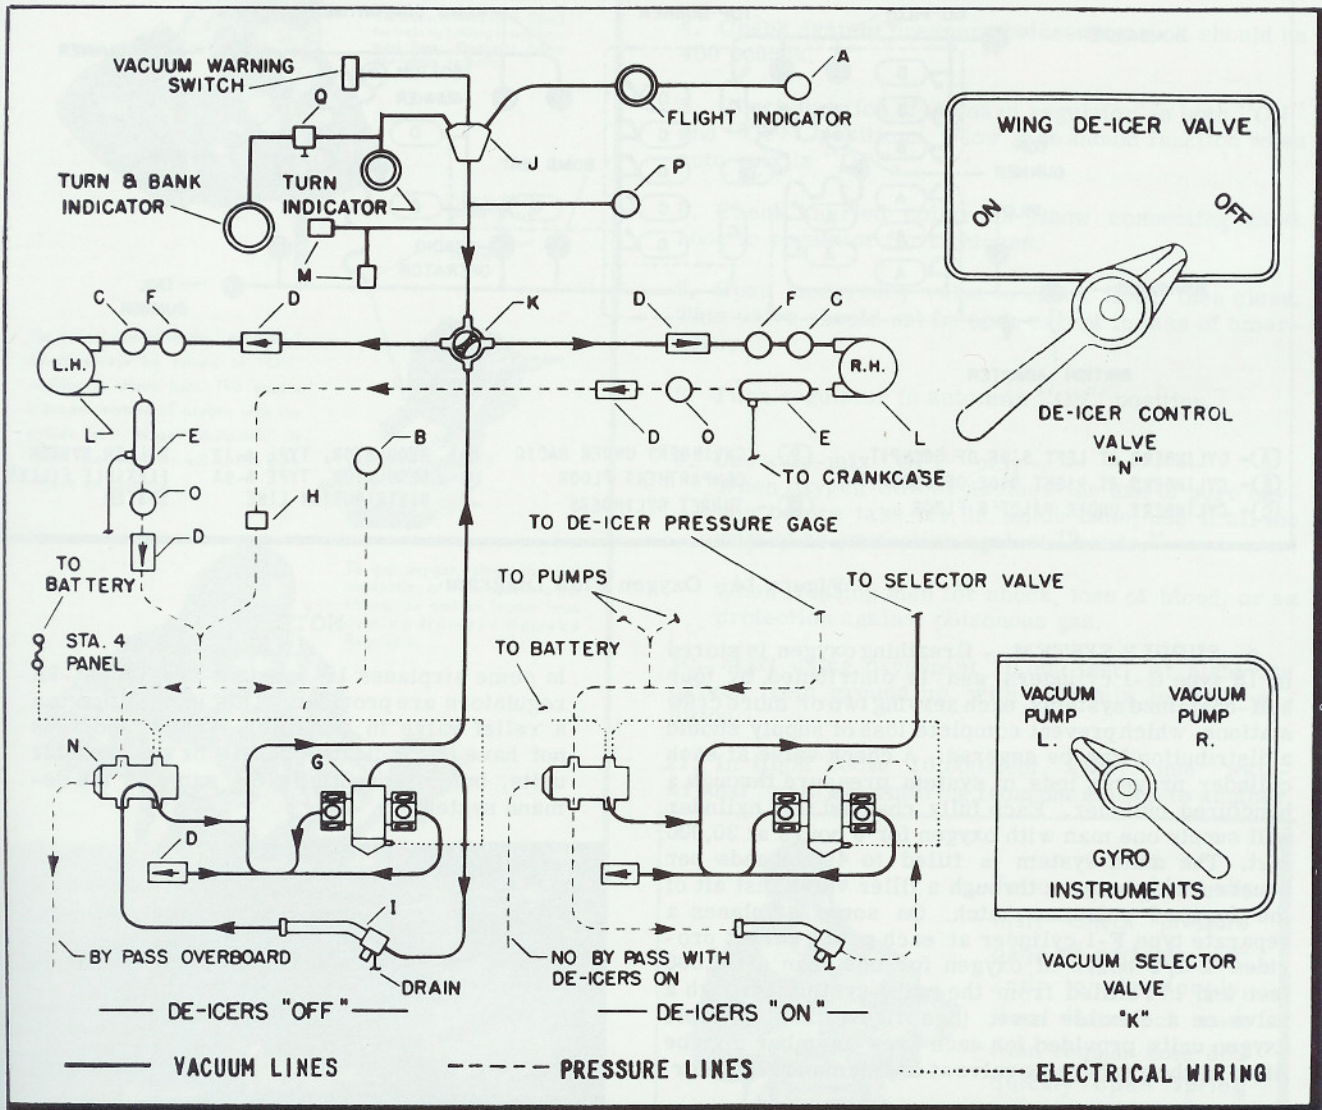 VACUUM WARNING
SWITCH
Q
A
FLIGHT INDICATOR
J
TURN & BANK
INDICATOR
TURN
INDICATOR
P
M
C F D K D F C
L.H.
R.H.
L
E
B
D O E L
O
H
TO CRANKCASE
D
TO
BATTERY
STA. 4
PANEL
TO DE-ICER PRESSURE GAGE
TO PUMPS
TO SELECTOR VALVE
TO BATTERY
N
G
D
I
BY PASS OVERBOARD
DRAIN
NO BY PASS WITH
DE-ICERS ON
DE-ICERS "OFF"
DE-ICERS "ON"
VACUUM LINES
PRESSURE LINES
ELECTRICAL WIRING
WING DE-ICER VALVE
ON
OFF
DE-ICER CONTROL
VALVE
"N"
VACUUM
PUMP
L.
VACUUM
PUMP
R.
GYRO
INSTRUMENTS
VACUUM SELECTOR
VALVE
"K"